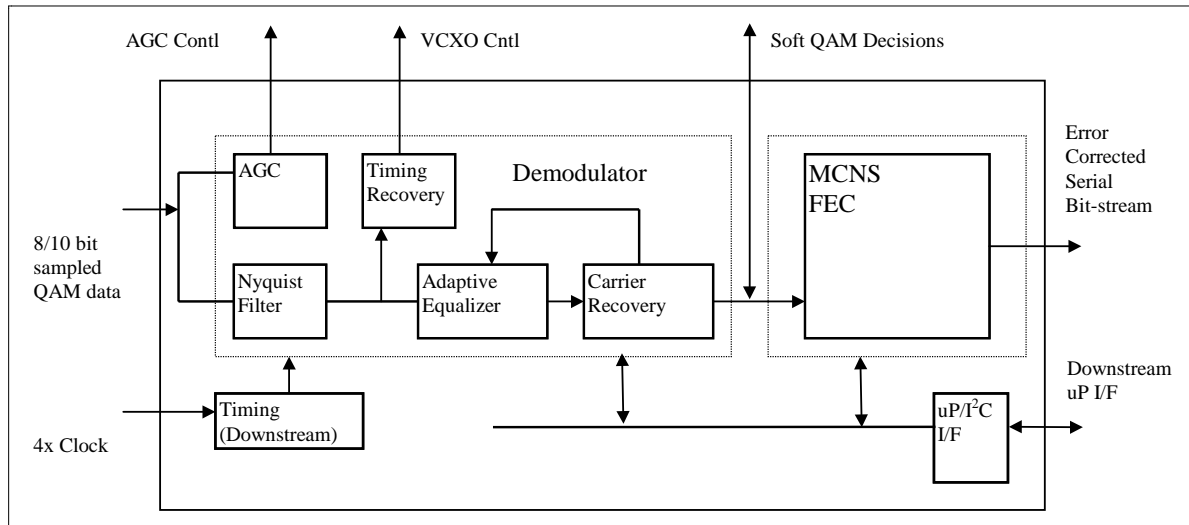 AGC Contl
VCXO Cntl
Soft QAM Decisions
AGC
Timing
Recovery
Demodulator
MCNS
FEC
Error
Corrected
Serial
Bit-stream
8/10 bit
sampled
QAM data
Nyquist
Filter
Adaptive
Equalizer
Carrier
Recovery
4x Clock
Timing
(Downstream)
uP/I²C
I/F
Downstream
uP I/F